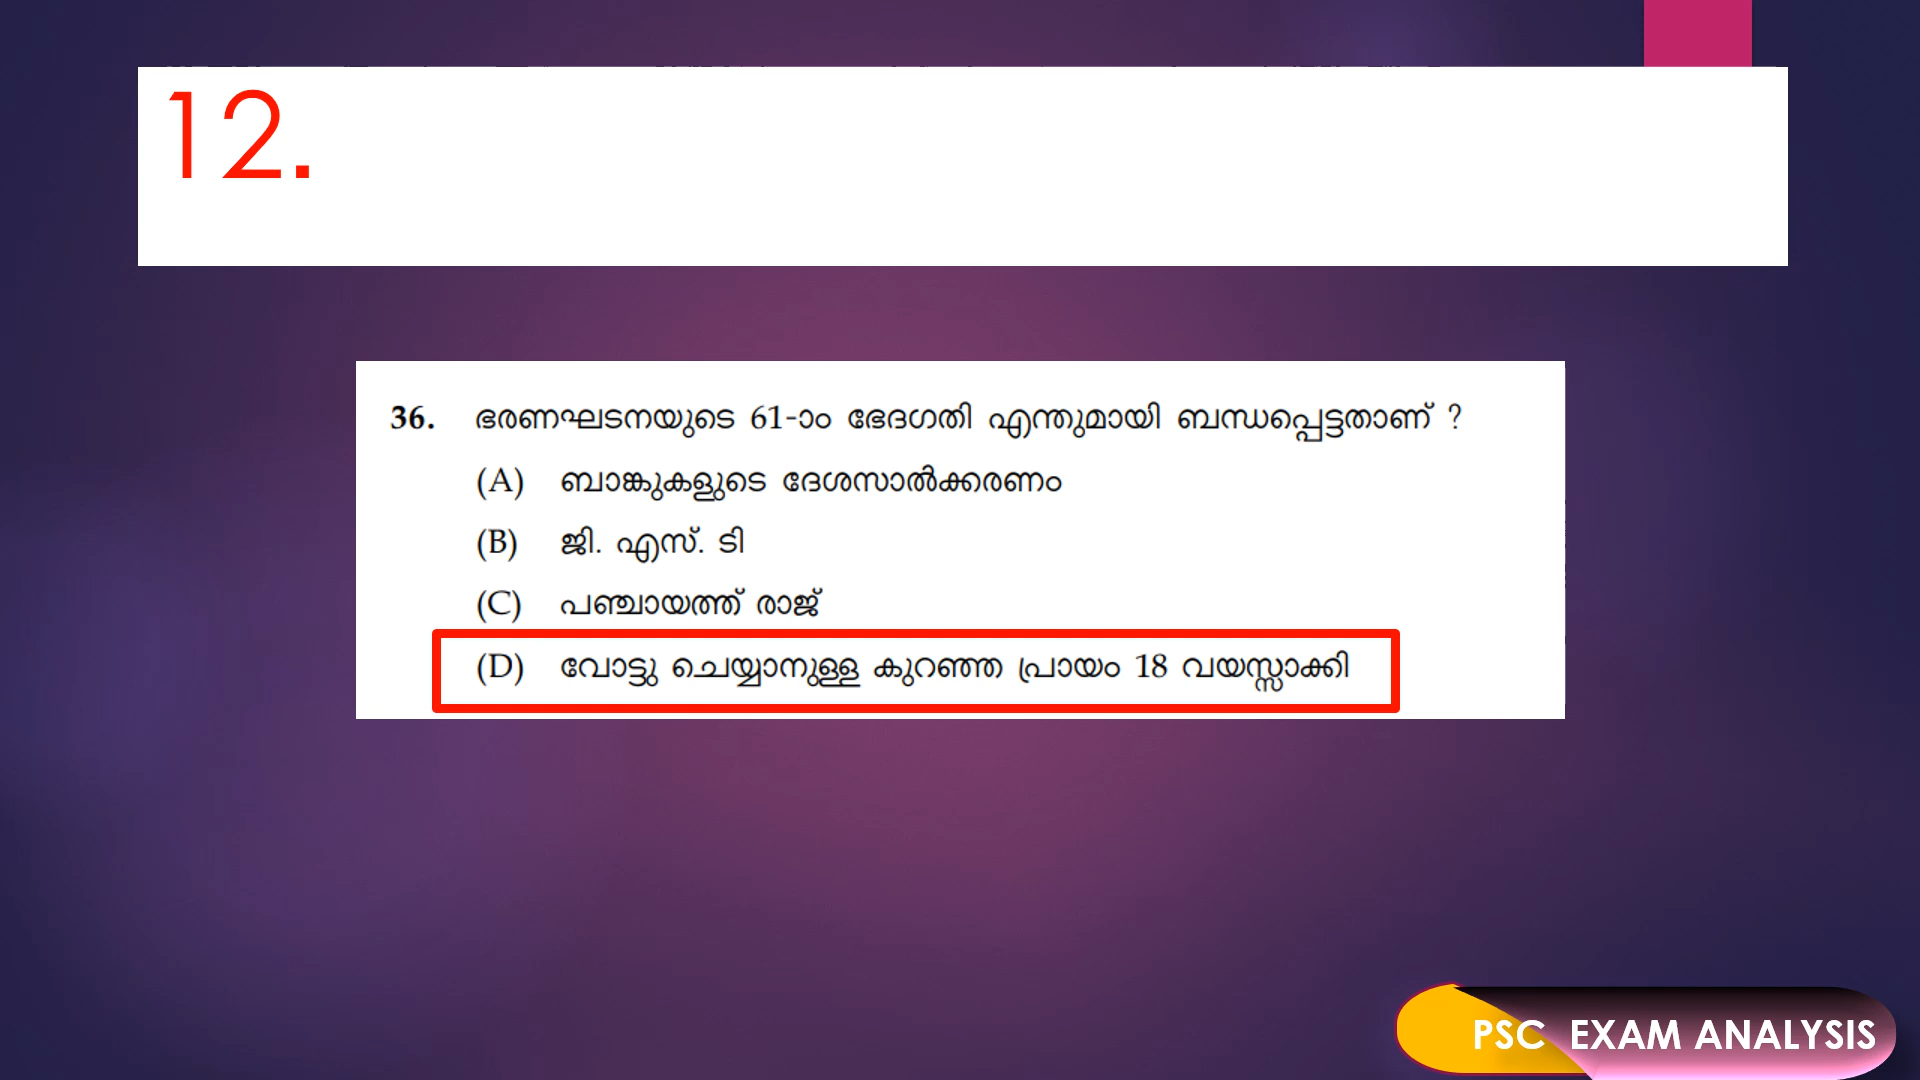 12.
36. ഭരണഘടനയുടെ 61-ാം ഭേദഗതി എന്തുമായി ബന്ധപ്പെട്ടതാണ് ?
(A) ബാങ്കുകളുടെ ദേശസാൽക്കരണം
(B) ജി. എസ്. ടി
(C) പഞ്ചായത്ത് രാജ്
(D) വോട്ടു ചെയ്യാനുള്ള കുറഞ്ഞ പ്രായം 18 വയസ്സാക്കി
PSC EXAM ANALYSIS